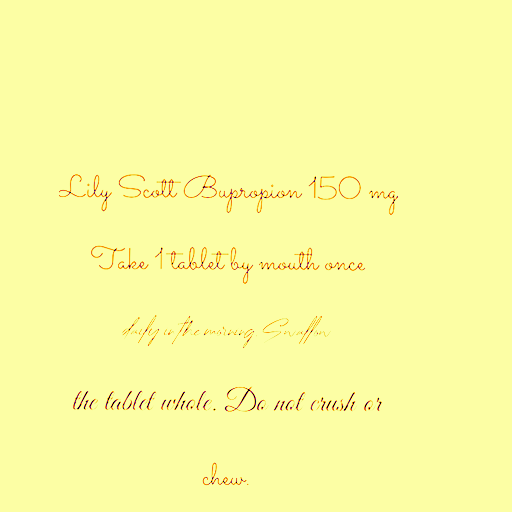 Lily Scott Bupropion 150 mg
Take 1 tablet by mouth once
daily in the morning. Swallow
the tablet whole. Do not crush or
chew.